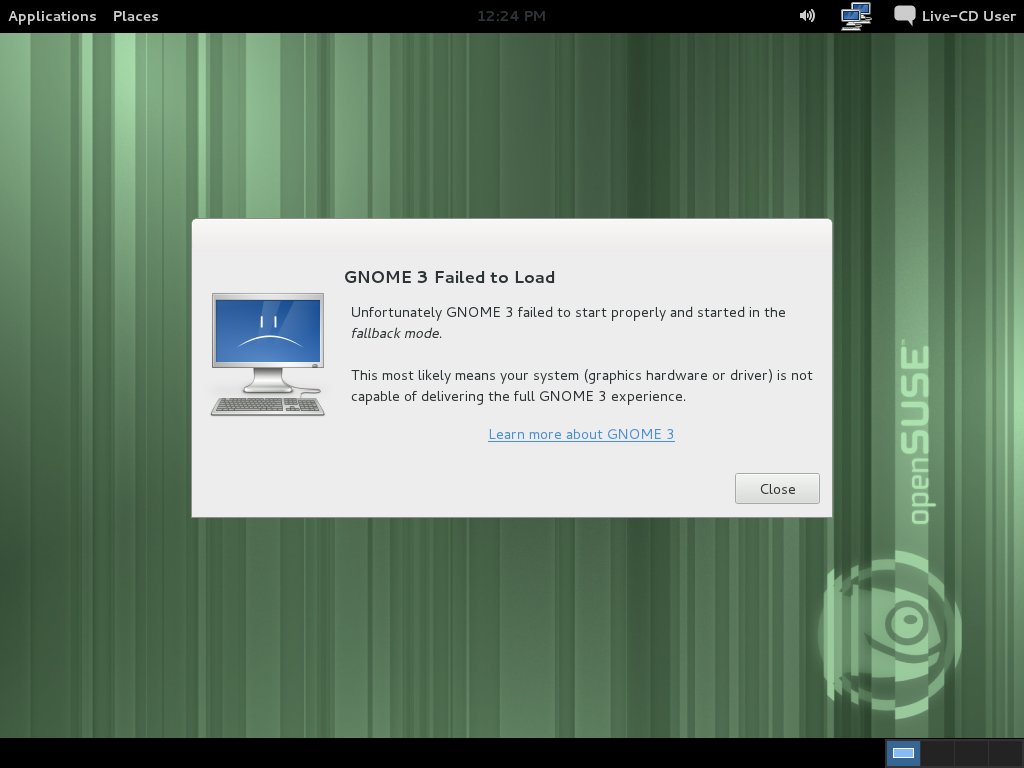 Applications Places 12:24 PM Live-CD User
GNOME 3 Failed to Load
Unfortunately GNOME 3 failed to start properly and started in the
fallback mode.
This most likely means your system (graphics hardware or driver) is not
capable of delivering the full GNOME 3 experience.
Learn more about GNOME 3
Close
openSUSE™